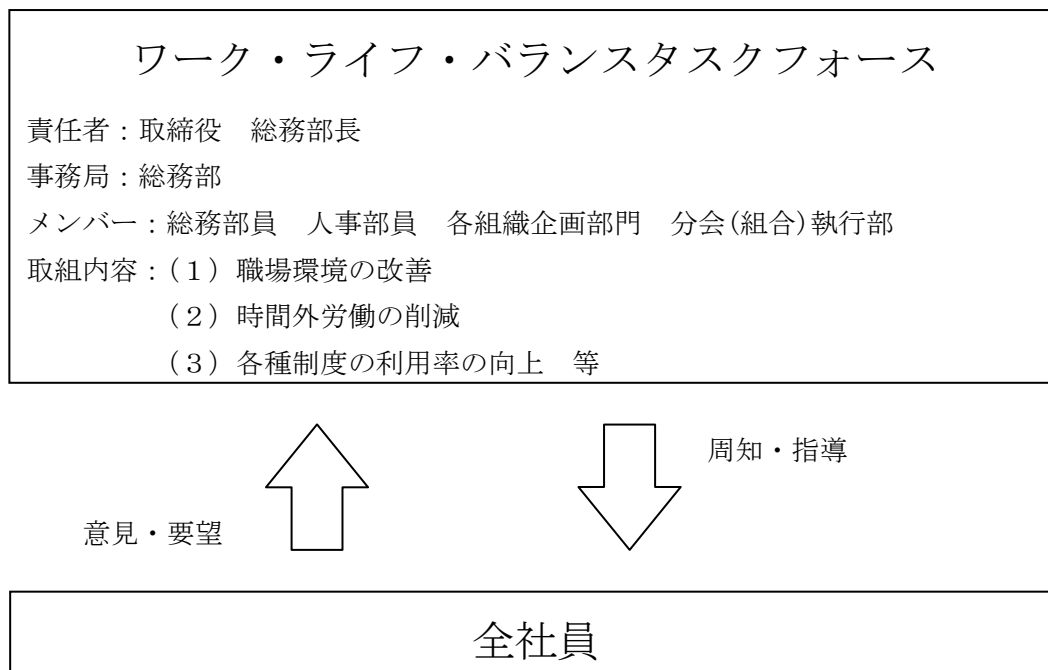 ワーク・ライフ・バランスタスクフォース
責任者：取締役　総務部長
事務局：総務部
メンバー：総務部員　人事部員　各組織企画部門　分会(組合)執行部
取組内容：（１）職場環境の改善
（２）時間外労働の削減
（３）各種制度の利用率の向上　等
周知・指導
意見・要望
全社員